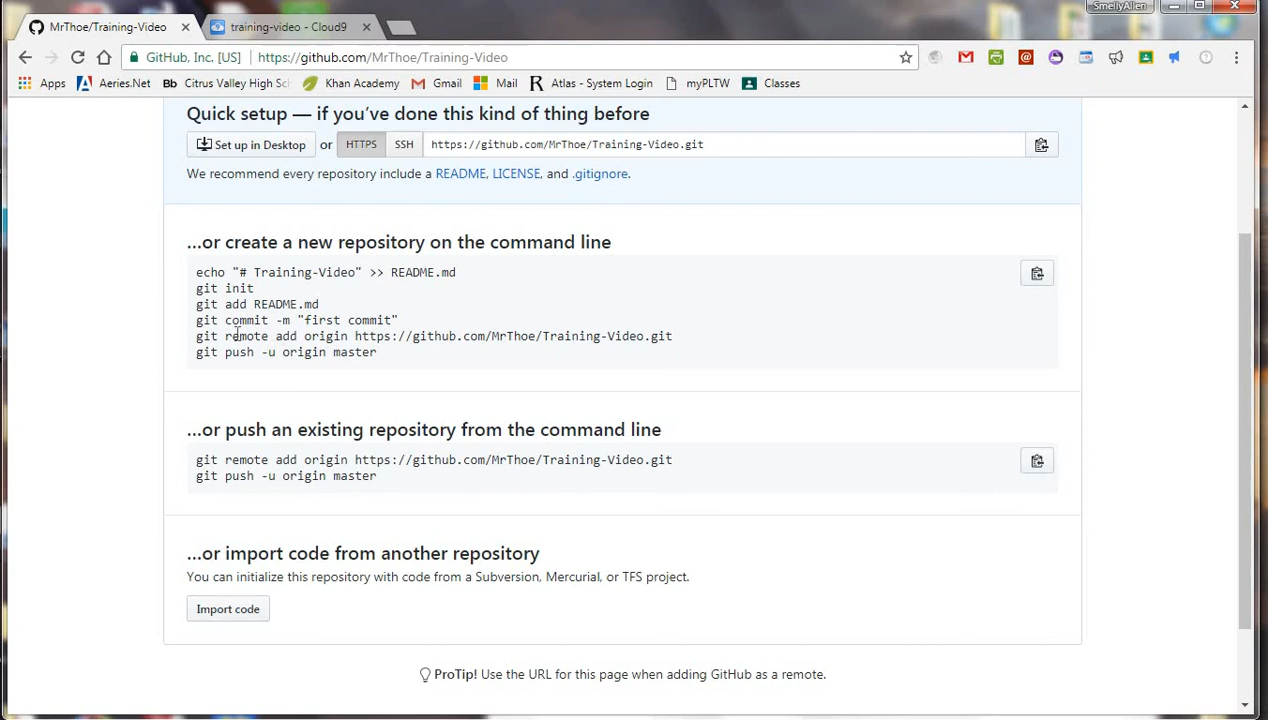 SmellyAllen
MrThoe/Training-Video
training-video - Cloud9
GitHub, Inc. [US]
https://github.com/MrThoe/Training-Video
Apps
Aeries.Net
Bb Citrus Valley High Sch
Khan Academy
Gmail
Mail
Atlas - System Login
myPLTW
Classes
Quick setup — if you've done this kind of thing before
Set up in Desktop
or
HTTPS
SSH
https://github.com/MrThoe/Training-Video.git
We recommend every repository include a README, LICENSE, and .gitignore.
...or create a new repository on the command line
echo "# Training-Video" >> README.md
git init
git add README.md
git commit -m "first commit"
git remote add origin https://github.com/MrThoe/Training-Video.git
git push -u origin master
...or push an existing repository from the command line
git remote add origin https://github.com/MrThoe/Training-Video.git
git push -u origin master
...or import code from another repository
You can initialize this repository with code from a Subversion, Mercurial, or TFS project.
Import code
ProTip! Use the URL for this page when adding GitHub as a remote.